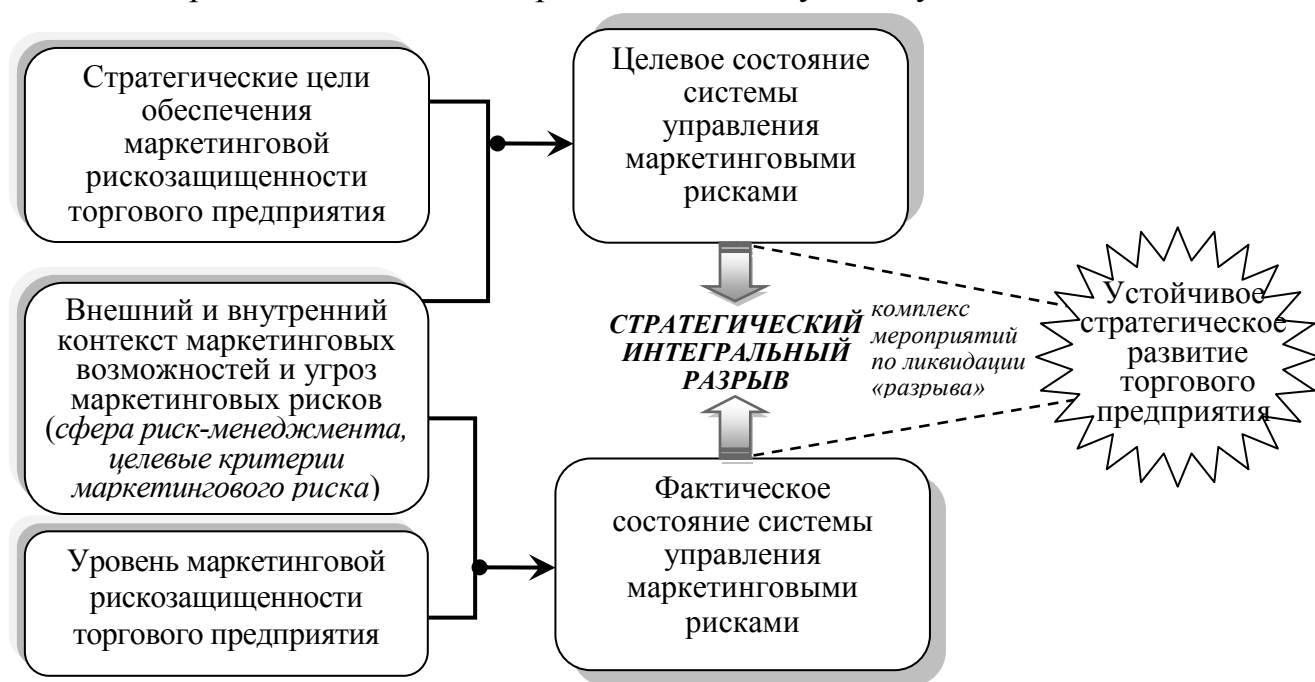 Стратегические цели
обеспечения
маркетинговой
рискозащищенности
торгового предприятия
Внешний и внутренний
контекст маркетинговых
возможностей и угроз
маркетинговых рисков
(сфера риск-менеджмента,
целевые критерии
маркетингового риска)
Уровень маркетинговой
рискозащищенности
торгового предприятия
Целевое состояние
системы
управления
маркетинговыми
рисками
СТРАТЕГИЧЕСКИЙ
ИНТЕГРАЛЬНЫЙ
РАЗРЫВ
комплекс
мероприятий
по ликвидации
«разрыва»
Фактическое
состояние системы
управления
маркетинговыми
рисками
Устойчивое
стратегическое
развитие
торгового
предприятия